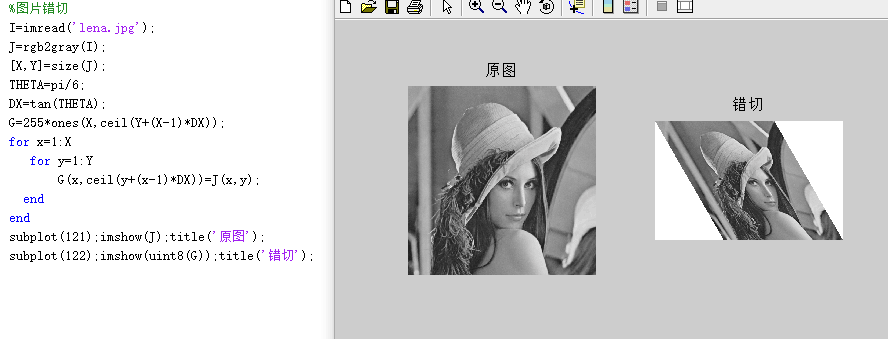 %图片错切
I=imread('lena.jpg');
J=rgb2gray(I);
[X,Y]=size(J);
THETA=pi/6;
DX=tan(THETA);
G=255*ones(X,ceil(Y+(X-1)*DX));
for x=1:X
for y=1:Y
G(x,ceil(y+(x-1)*DX))=J(x,y);
end
end
subplot(121);imshow(J);title('原图');
subplot(122);imshow(uint8(G));title('错切');
原图
错切